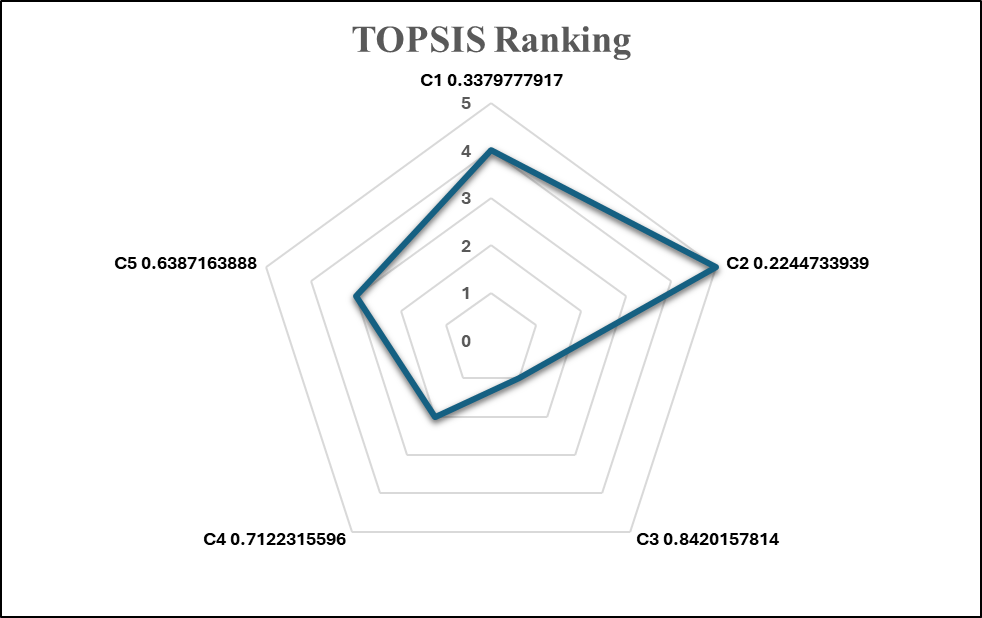 TOPSIS Ranking
C1 0.3379777917
5
4
3
2
1
0
C2 0.2244733939
C3 0.8420157814
C4 0.7122315596
C5 0.6387163888